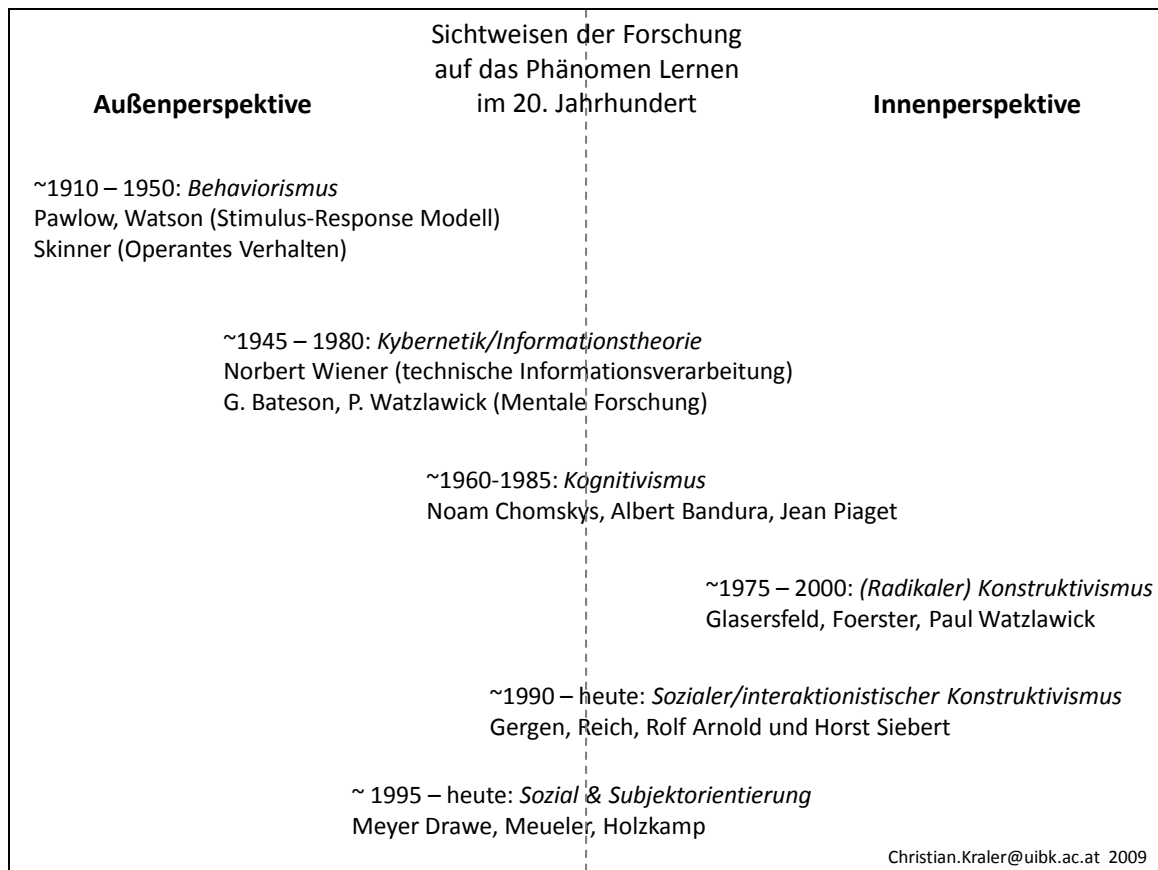 Sichtweisen der Forschung
auf das Phänomen Lernen
im 20. Jahrhundert
Außenperspektive
Innenperspektive
~1910 – 1950: Behaviorismus
Pawlow, Watson (Stimulus-Response Modell)
Skinner (Operantes Verhalten)
~1945 – 1980: Kybernetik/Informationstheorie
Norbert Wiener (technische Informationsverarbeitung)
G. Bateson, P. Watzlawick (Mentale Forschung)
~1960-1985: Kognitivismus
Noam Chomskys, Albert Bandura, Jean Piaget
~1975 – 2000: (Radikaler) Konstruktivismus
Glasersfeld, Foerster, Paul Watzlawick
~1990 – heute: Sozialer/interaktionistischer Konstruktivismus
Gergen, Reich, Rolf Arnold und Horst Siebert
~ 1995 – heute: Sozial & Subjektorientierung
Meyer Drawe, Meueler, Holzkamp
Christian.Kraler@uibk.ac.at 2009